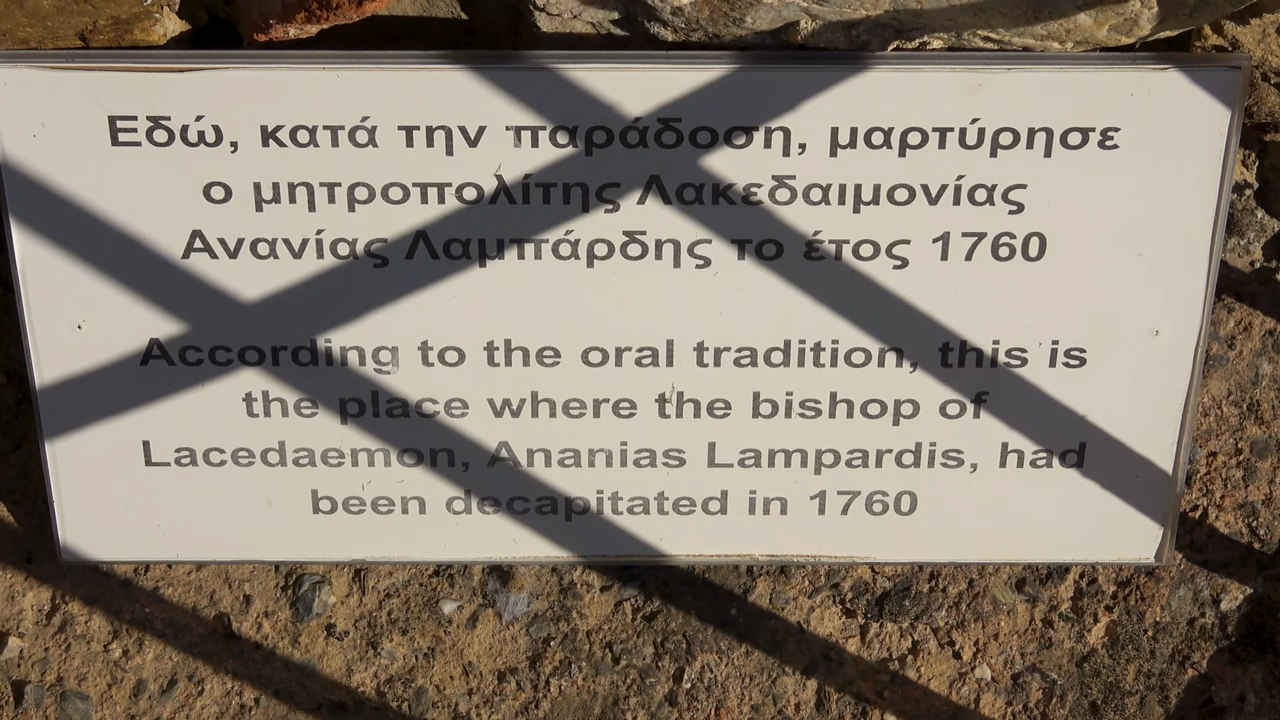 Εδώ, κατά την παράδοση, μαρτύρησε
ο μητροπολίτης Λακεδαιμονίας
Ανανίας Λαμπάρδης το έτος 1760
According to the oral tradition, this is
the place where the bishop of
Lacedaemon, Ananias Lampardis, had
been decapitated in 1760